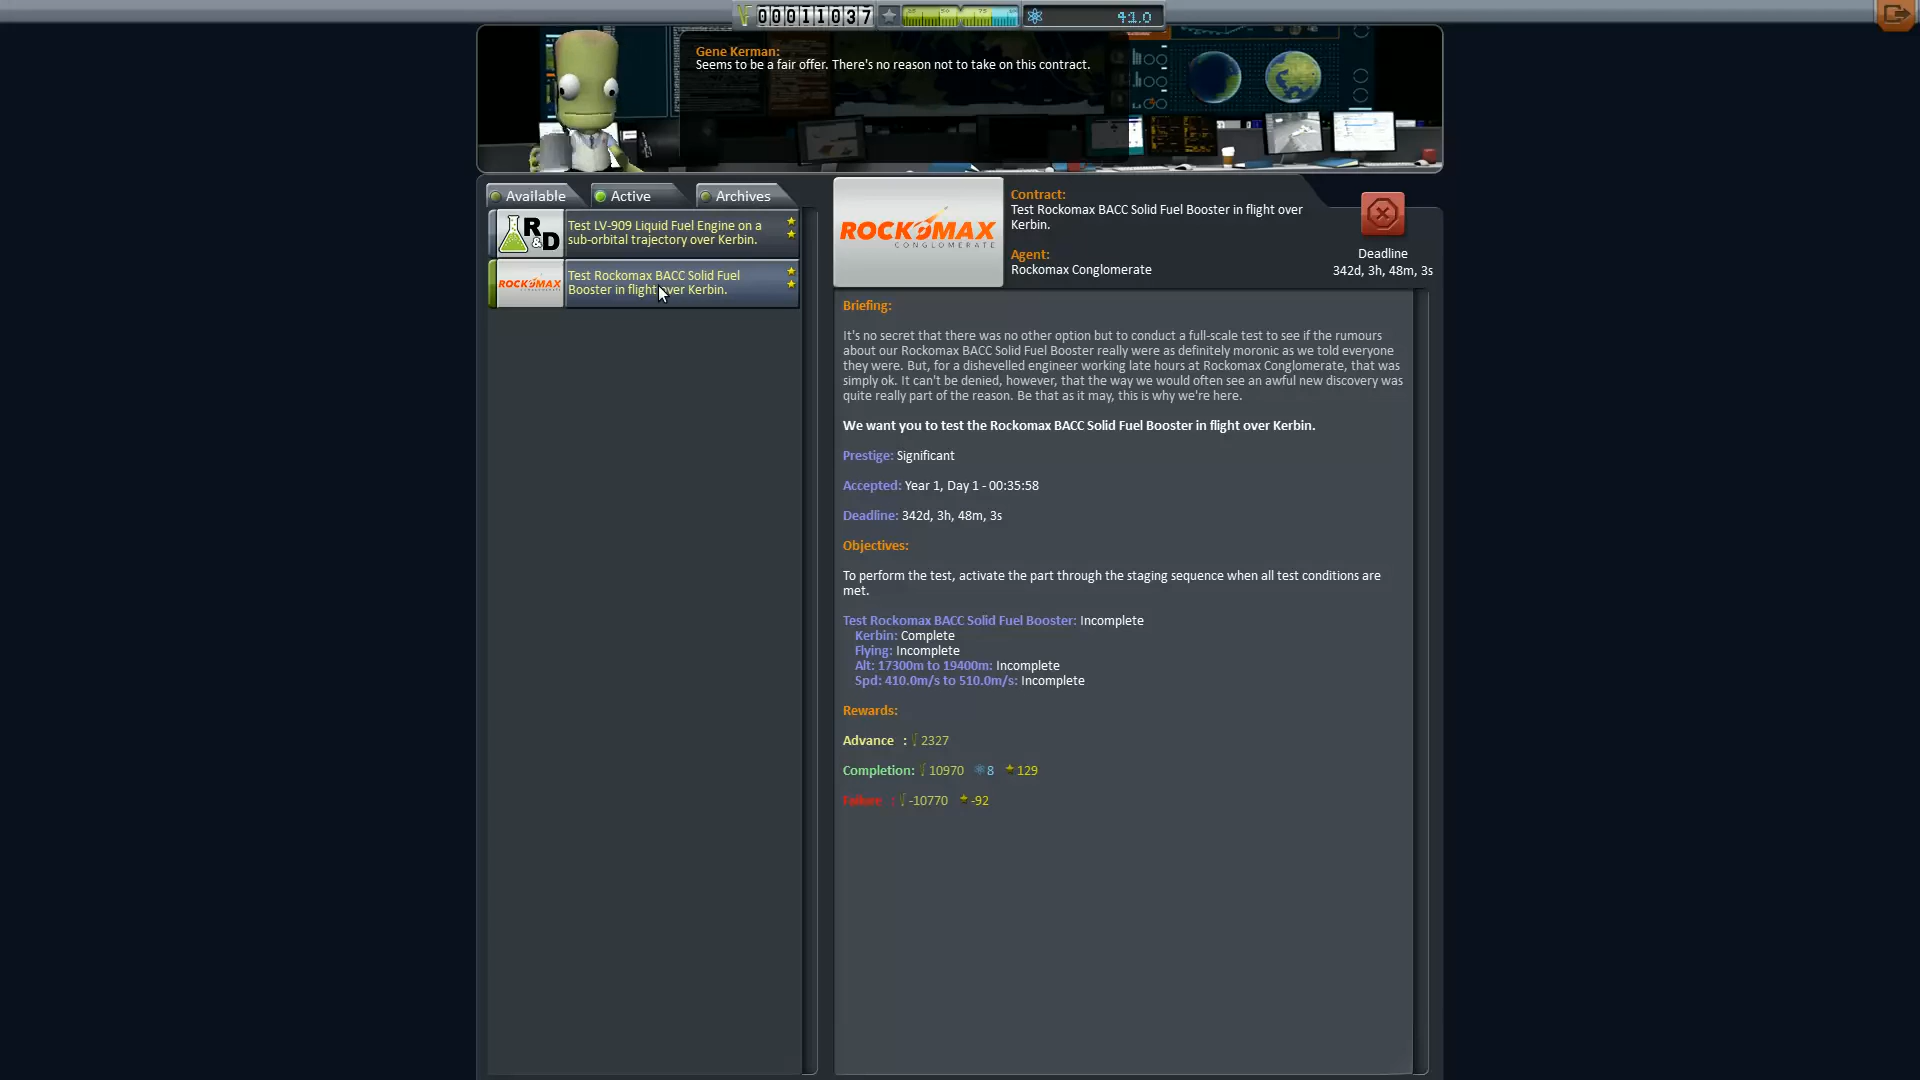 00011037
41.0
Gene Kerman:
Seems to be a fair offer. There's no reason not to take on this contract.
Available
Active
Archives
R&D
Test LV-909 Liquid Fuel Engine on a
sub-orbital trajectory over Kerbin.
ROCKOMAX
Test Rockomax BACC Solid Fuel
Booster in flight over Kerbin.
ROCKOMAX
CONGLOMERATE
Contract:
Test Rockomax BACC Solid Fuel Booster in flight over
Kerbin.
Agent:
Rockomax Conglomerate
Deadline
342d, 3h, 48m, 3s
Briefing:
It's no secret that there was no other option but to conduct a full-scale test to see if the rumours
about our Rockomax BACC Solid Fuel Booster really were as definitely moronic as we told everyone
they were. But, for a dishevelled engineer working late hours at Rockomax Conglomerate, that was
simply ok. It can't be denied, however, that the way we would often see an awful new discovery was
quite really part of the reason. Be that as it may, this is why we're here.
We want you to test the Rockomax BACC Solid Fuel Booster in flight over Kerbin.
Prestige: Significant
Accepted: Year 1, Day 1 - 00:35:58
Deadline: 342d, 3h, 48m, 3s
Objectives:
To perform the test, activate the part through the staging sequence when all test conditions are
met.
Test Rockomax BACC Solid Fuel Booster: Incomplete
Kerbin: Complete
Flying: Incomplete
Alt: 17300m to 19400m: Incomplete
Spd: 410.0m/s to 510.0m/s: Incomplete
Rewards:
Advance : 2327
Completion: 10970 8 129
Failure : -10770 -92